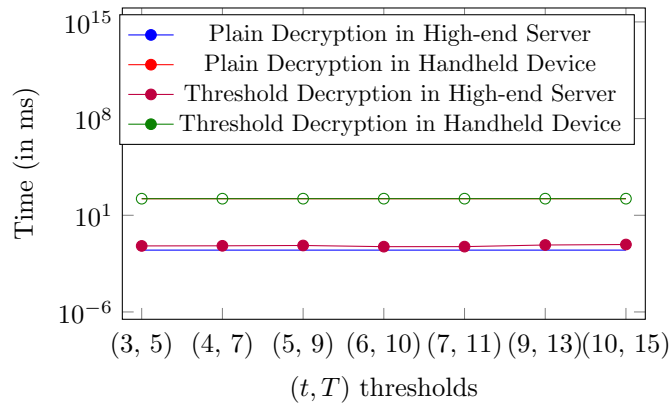 10^15
Plain Decryption in High-end Server
Plain Decryption in Handheld Device
Threshold Decryption in High-end Server
Threshold Decryption in Handheld Device
10^8
10^1
10^−6
Time (in ms)
(3, 5) (4, 7) (5, 9) (6, 10) (7, 11) (9, 13) (10, 15)
(t, T) thresholds